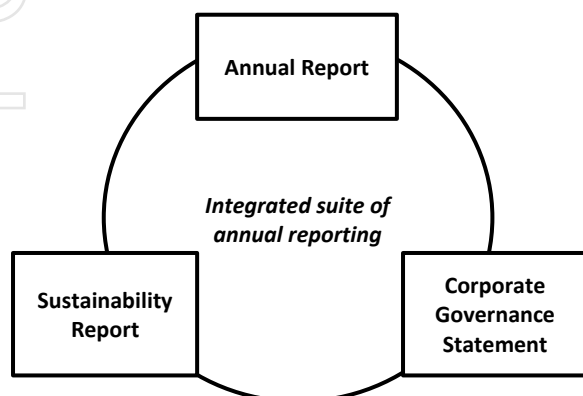 Annual Report
Integrated suite of
annual reporting
Sustainability
Report
Corporate
Governance
Statement